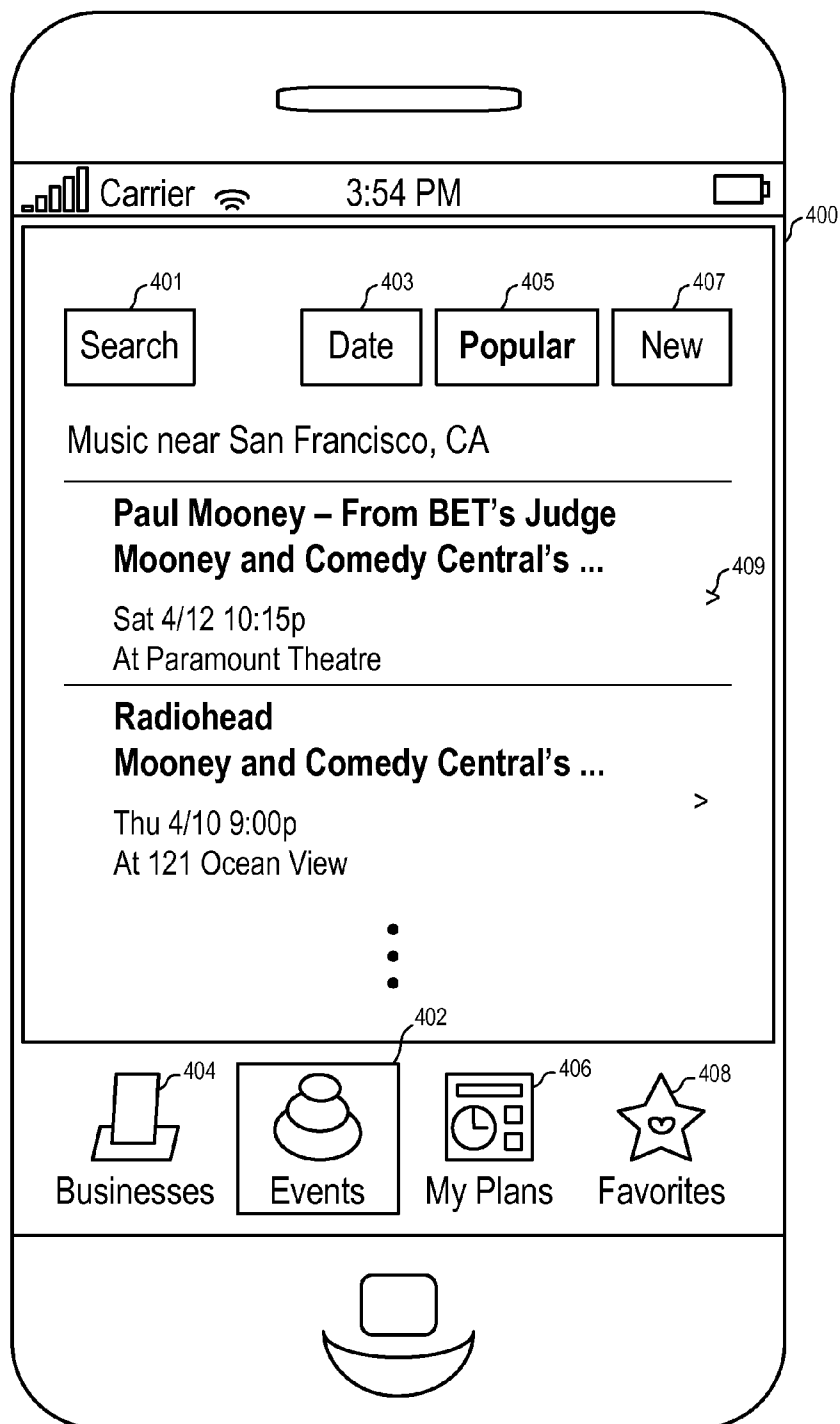 Carrier 3:54 PM
400
401 403 405 407
Search Date Popular New
Music near San Francisco, CA
Paul Mooney – From BET's Judge
Mooney and Comedy Central's ...
409
>
Sat 4/12 10:15p
At Paramount Theatre
Radiohead
Mooney and Comedy Central's ...
>
Thu 4/10 9:00p
At 121 Ocean View
402
404 406 408
Businesses Events My Plans Favorites